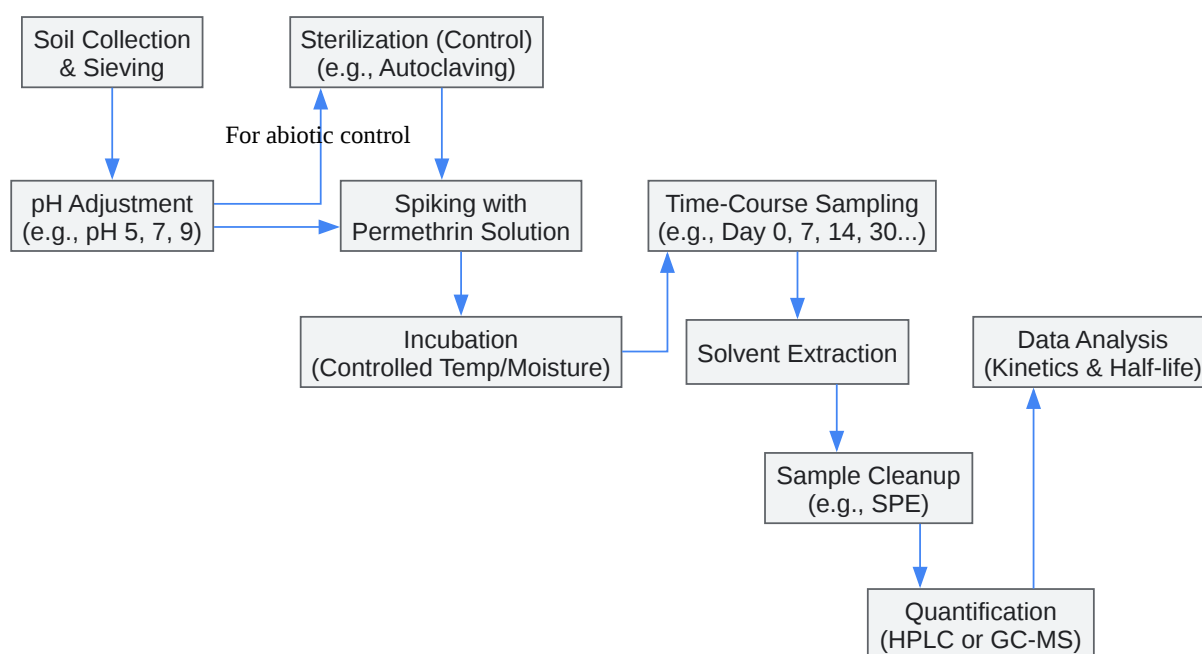 Soil Collection
& Sieving
Sterilization (Control)
(e.g., Autoclaving)
For abiotic control
pH Adjustment
(e.g., pH 5, 7, 9)
Spiking with
Permethrin Solution
Time-Course Sampling
(e.g., Day 0, 7, 14, 30...)
Incubation
(Controlled Temp/Moisture)
Solvent Extraction
Data Analysis
(Kinetics & Half-life)
Sample Cleanup
(e.g., SPE)
Quantification
(HPLC or GC-MS)